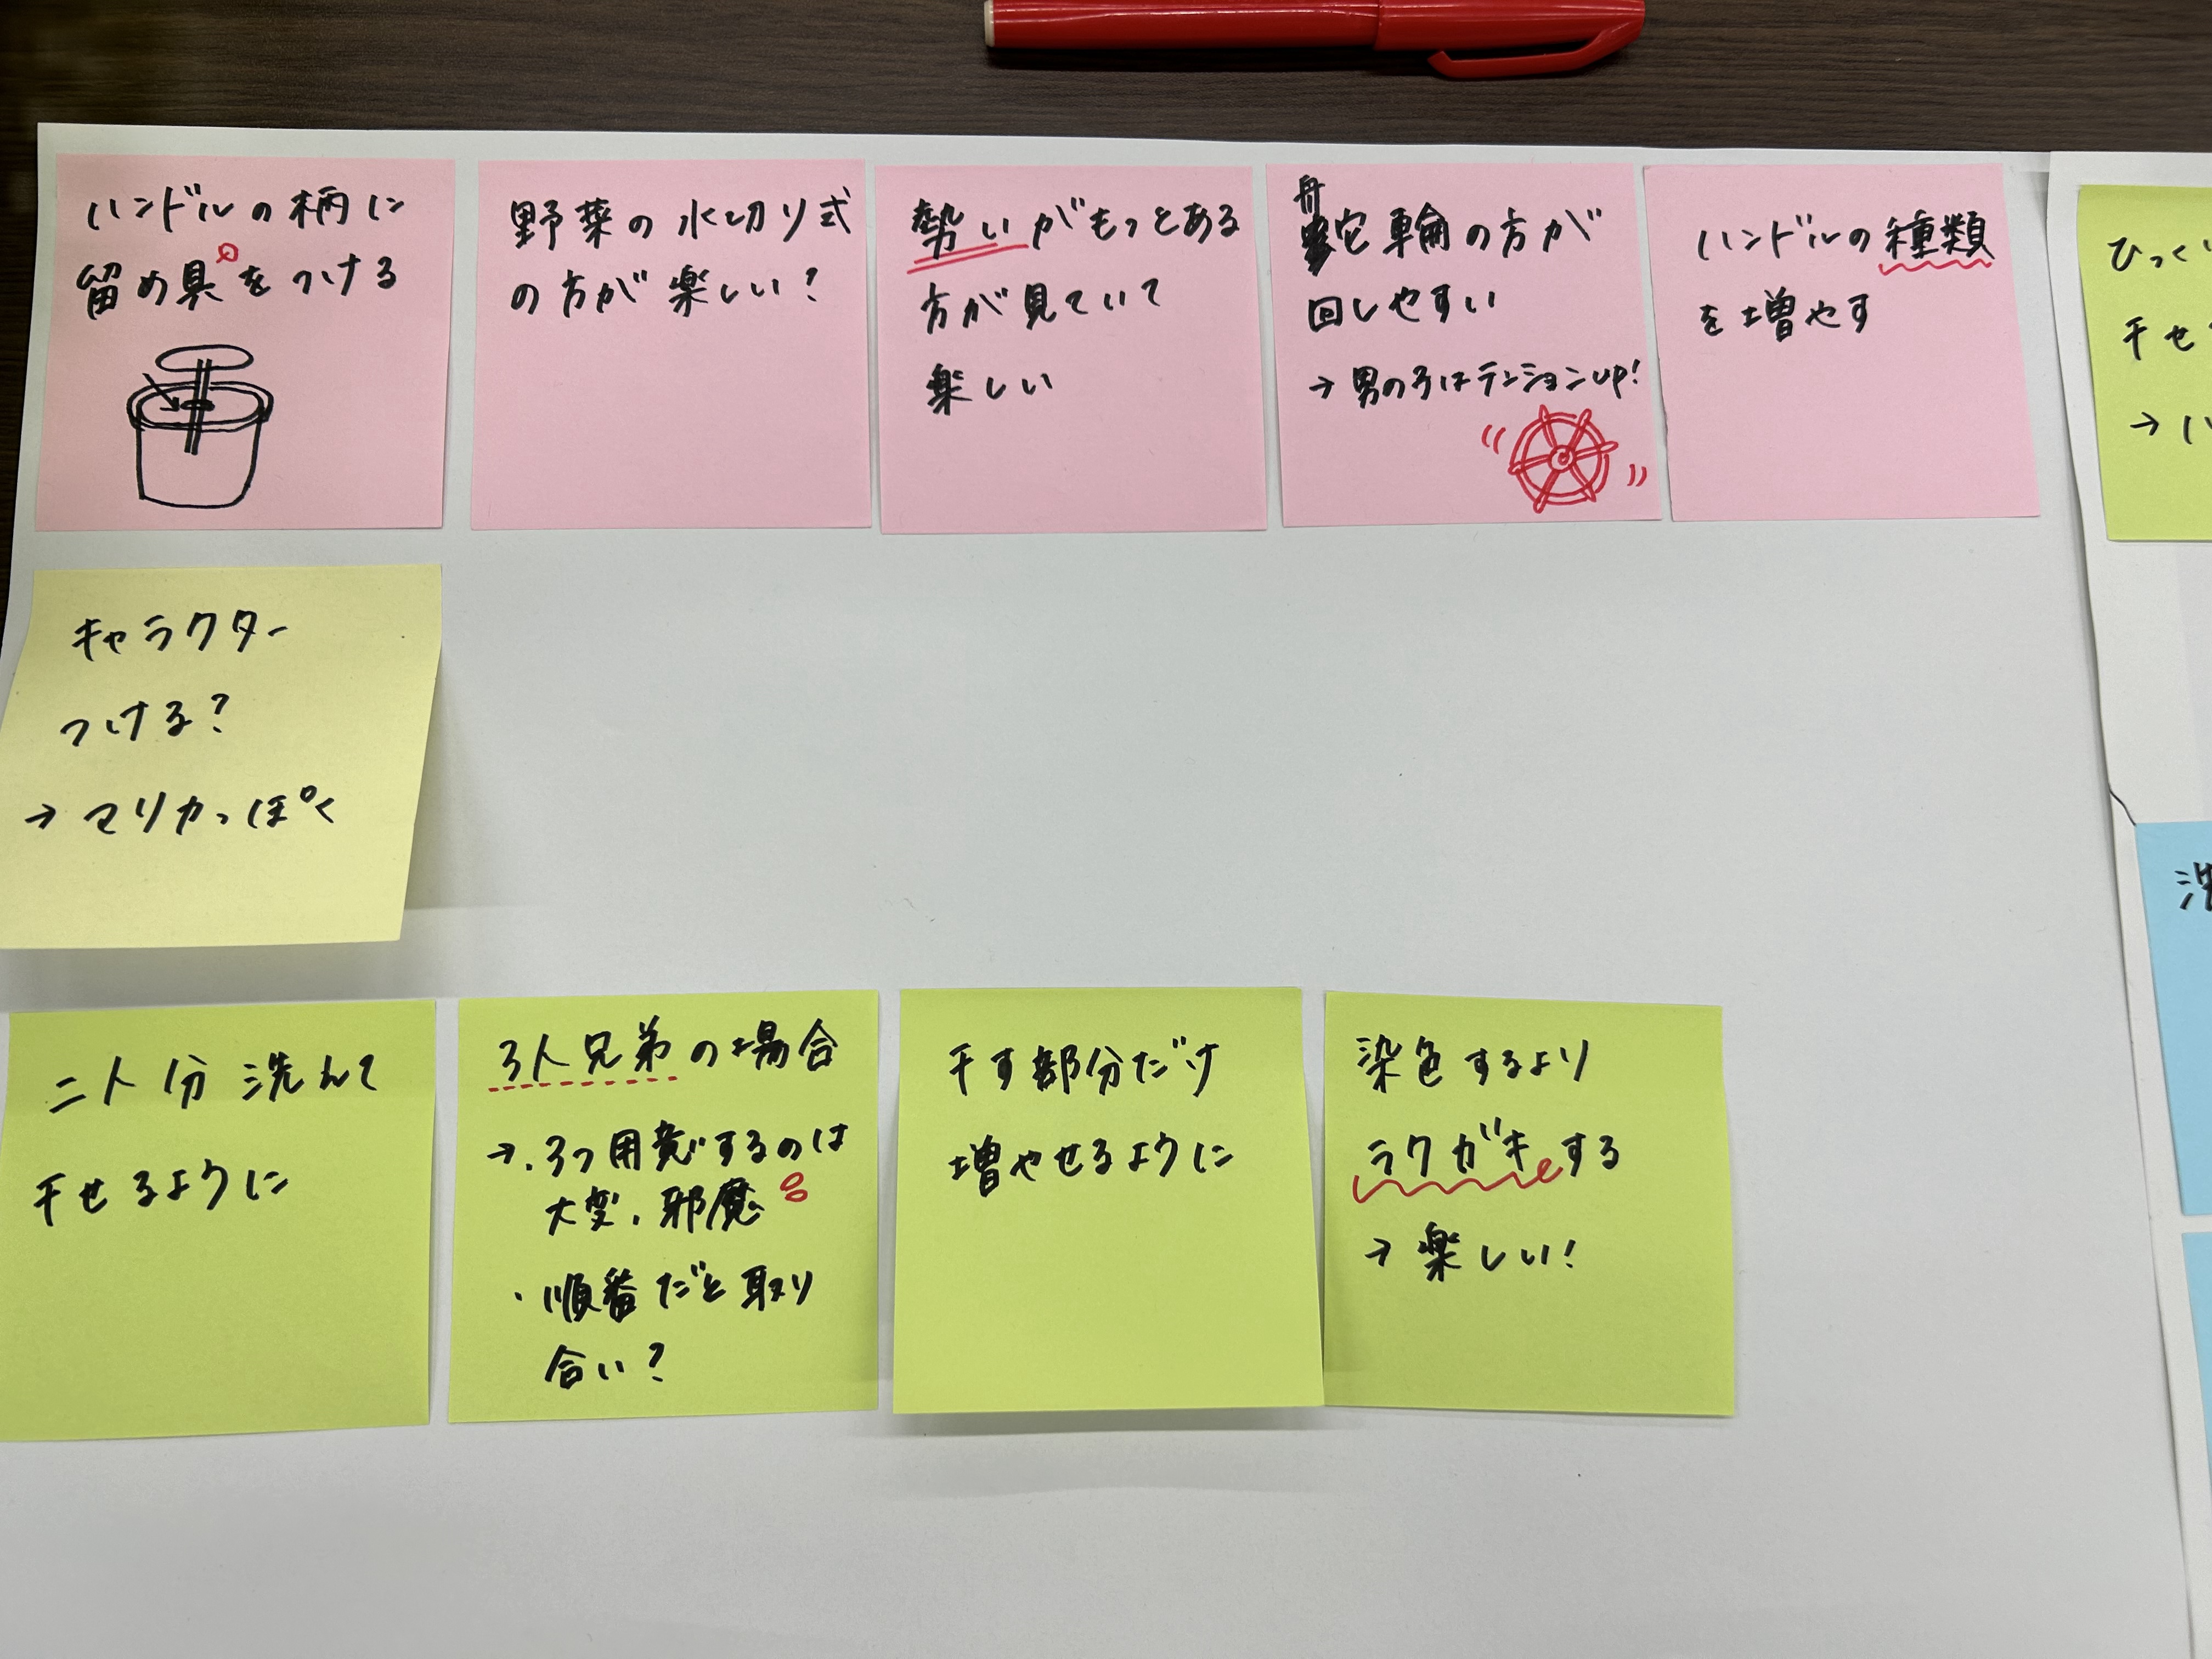 ハンドルの柄に
留め具をつける
野菜の水切り式
の方が楽しい?
勢いがもっとある
方が見ていて
楽しい
舵輪の方が
回しやすい
→男の子はテンションup!
ハンドルの種類
を増やす
ひっく
干せ
→
キャラクター
つける?
→マリカっぽく
洗
二人分洗って
干せるように
3人兄弟の場合
→・3つ用意するのは
大変、邪魔
・順番だと取り
合い?
干す部分だけ
増やせるように
染色するより
ラクガキする
→楽しい!